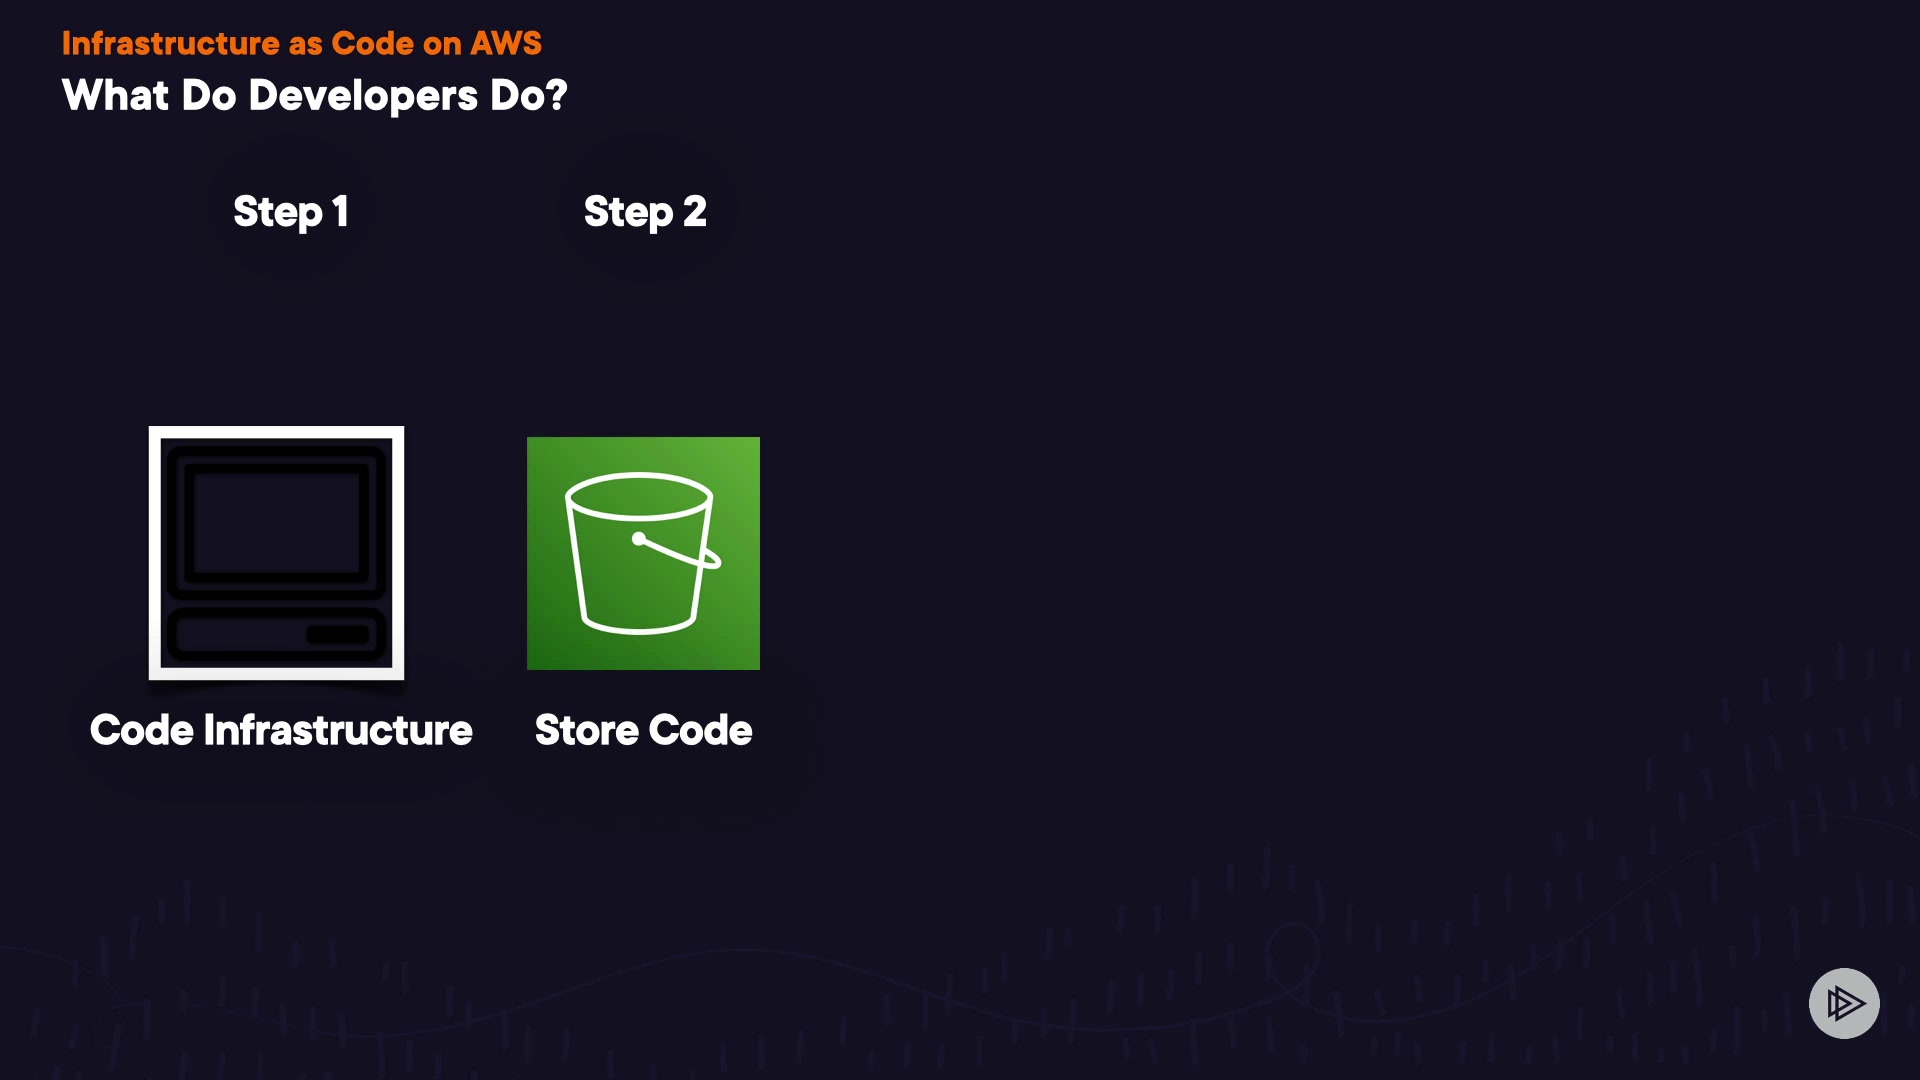 Infrastructure as Code on AWS
What Do Developers Do?
Step 1
Step 2
Code Infrastructure
Store Code